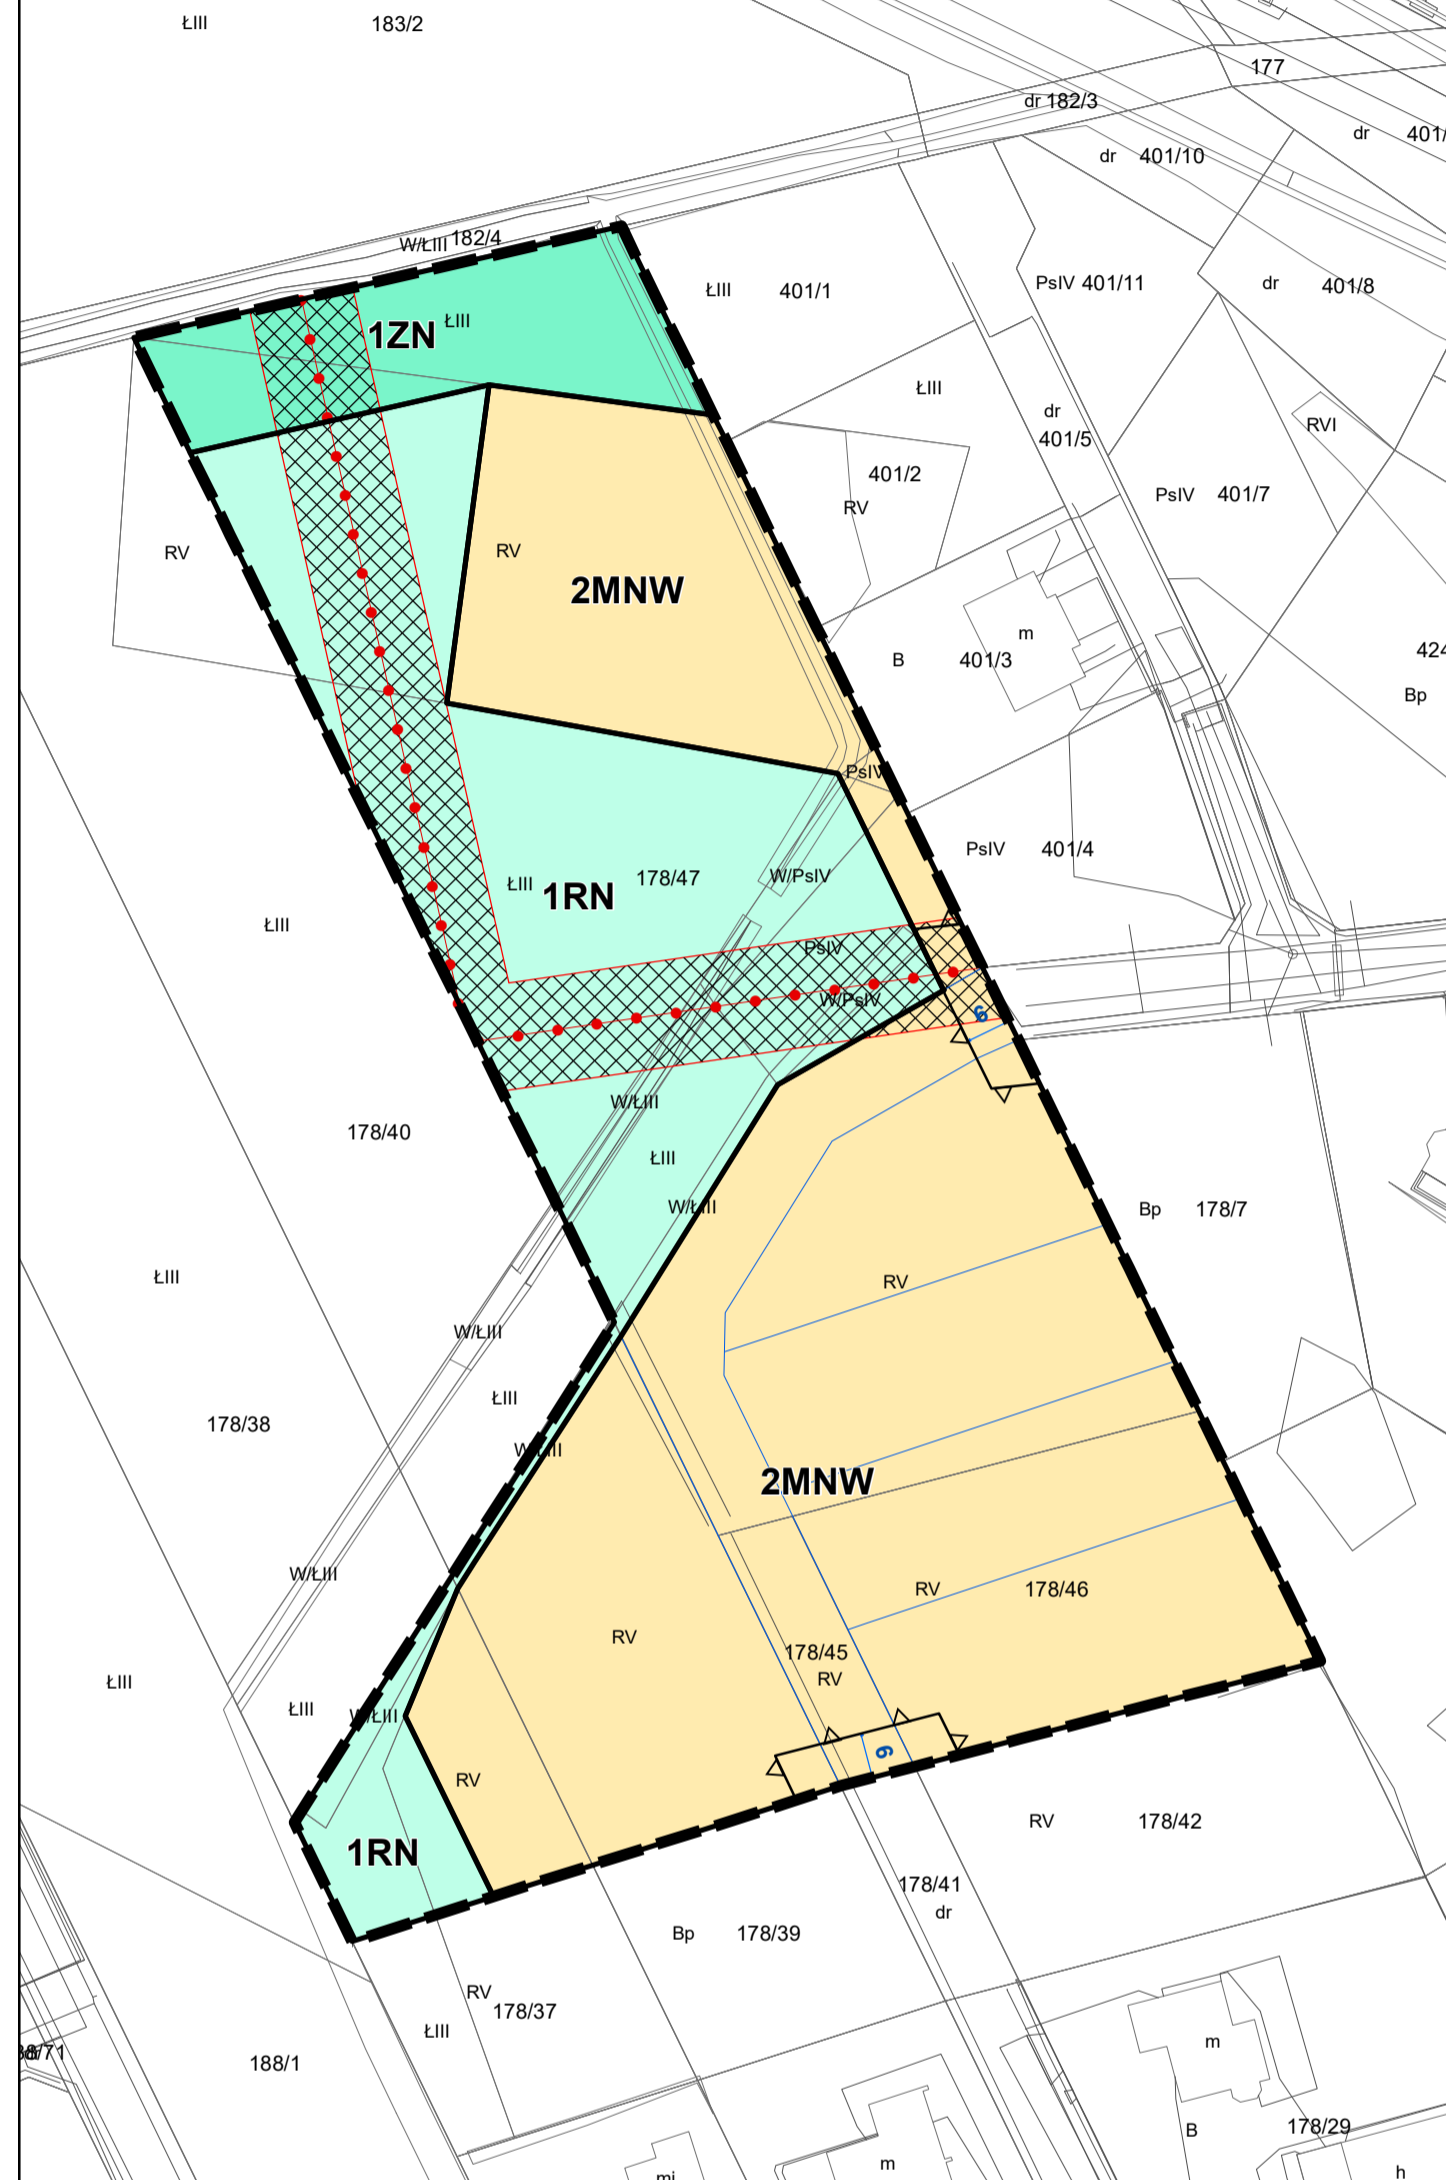 ŁIII 183/2
177
dr 182/3
dr 401/
dr 401/10
W/ŁIII 182/4
ŁIII 401/1
PsIV 401/11
dr 401/8
ŁIII
1ZN
ŁIII
dr
401/5
RVI
401/2
RV
PsIV 401/7
RV
RV
2MNW
m
B 401/3
424
Bp
PsIV
PsIV 401/4
178/47
W/PsIV
ŁIII
1RN
ŁIII
PsIV
W/PsIV
6
W/ŁIII
178/40
ŁIII
W/ŁIII
Bp 178/7
ŁIII
RV
W/ŁIII
ŁIII
178/38
W/ŁIII
2MNW
W/ŁIII
RV 178/46
RV
178/45
RV
ŁIII
ŁIII
W/ŁIII
6
RV
RV 178/42
1RN
178/41
dr
Bp 178/39
RV
178/37
ŁIII
188/1
m
178/29
B
m
h
mi